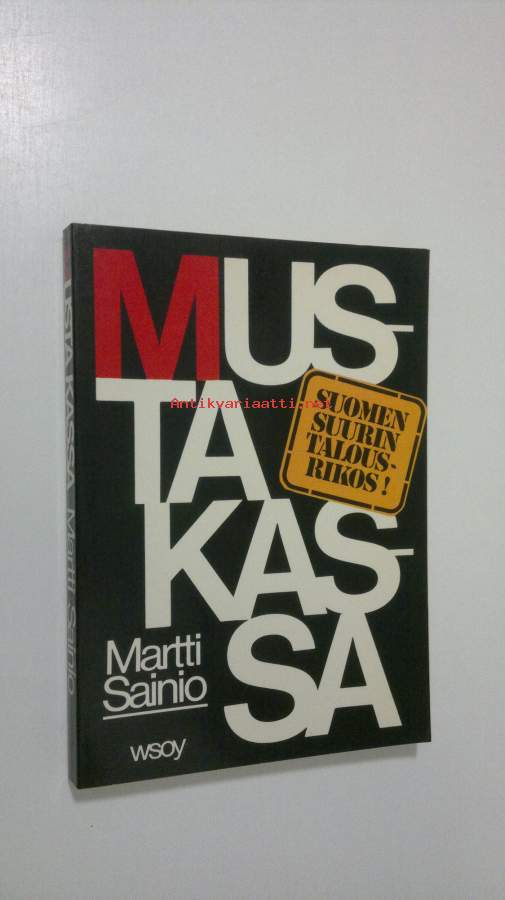 MUS-
TA
KAS-
SA
SUOMEN
SUURIN
TALOUS-
RIKOS!
Martti
Sainio
wsoy
MUSTA KASSA Martti Sainio
Antikvariaatti.net